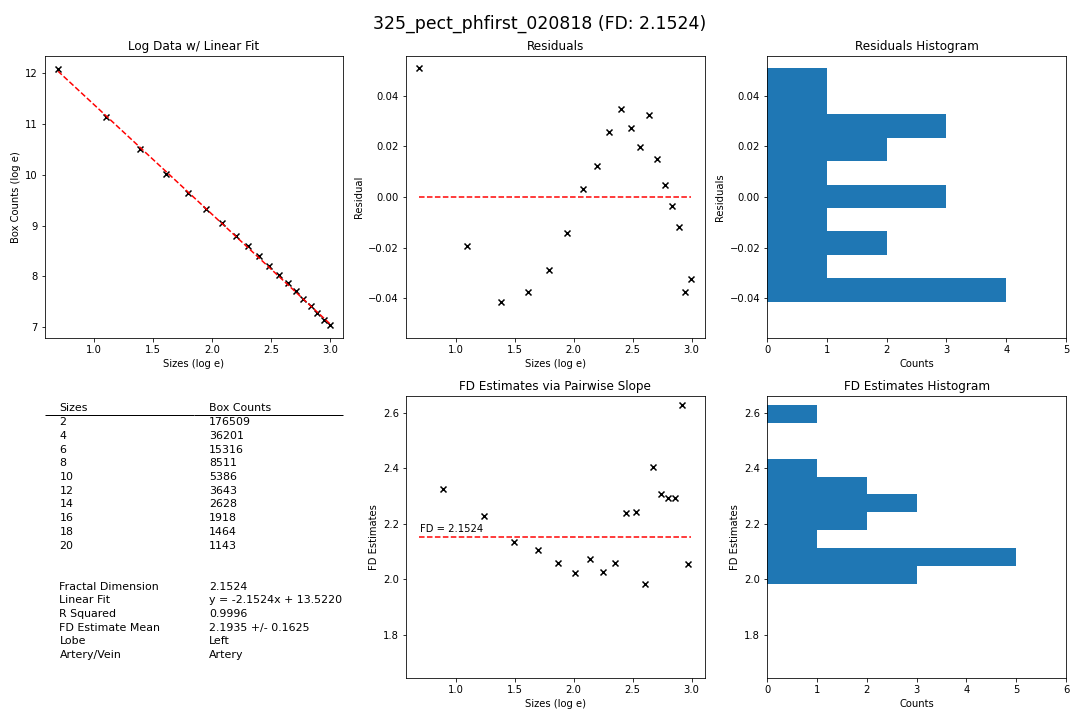 325_pect_phfirst_020818 (FD: 2.1524)
Log Data w/ Linear Fit
Box Counts (log e)
12
11
10
9
8
7
1.0 1.5 2.0 2.5 3.0
Sizes (log e)
Residuals
Residual
0.04
0.02
0.00
−0.02
−0.04
1.0 1.5 2.0 2.5 3.0
Sizes (log e)
Residuals Histogram
Residuals
0.04
0.02
0.00
−0.02
−0.04
0 1 2 3 4 5
Counts
Sizes Box Counts
2 176509
4 36201
6 15316
8 8511
10 5386
12 3643
14 2628
16 1918
18 1464
20 1143
Fractal Dimension 2.1524
Linear Fit y = -2.1524x + 13.5220
R Squared 0.9996
FD Estimate Mean 2.1935 +/- 0.1625
Lobe Left
Artery/Vein Artery
FD Estimates via Pairwise Slope
FD Estimates
2.6
2.4
2.2
2.0
1.8
FD = 2.1524
1.0 1.5 2.0 2.5 3.0
Sizes (log e)
FD Estimates Histogram
FD Estimates
2.6
2.4
2.2
2.0
1.8
0 1 2 3 4 5 6
Counts